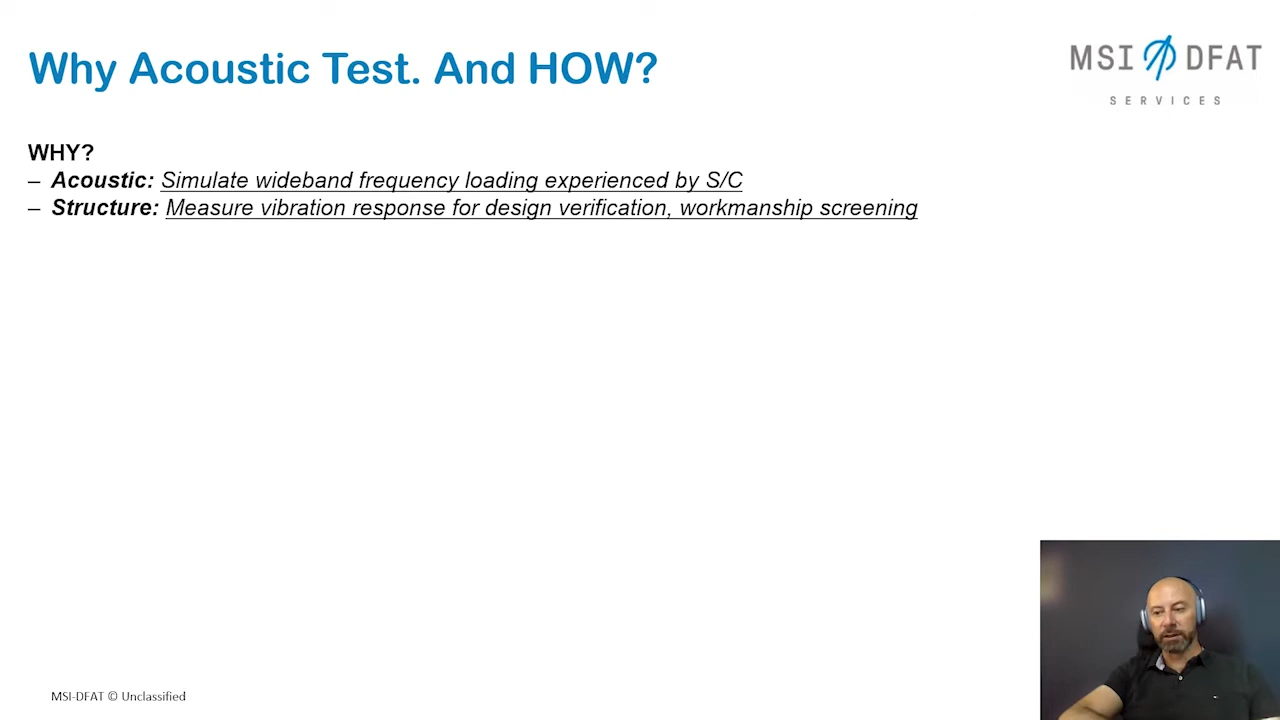 Why Acoustic Test. And HOW?
MSI DFAT
SERVICES
WHY?
– Acoustic: Simulate wideband frequency loading experienced by S/C
– Structure: Measure vibration response for design verification, workmanship screening
MSI-DFAT © Unclassified